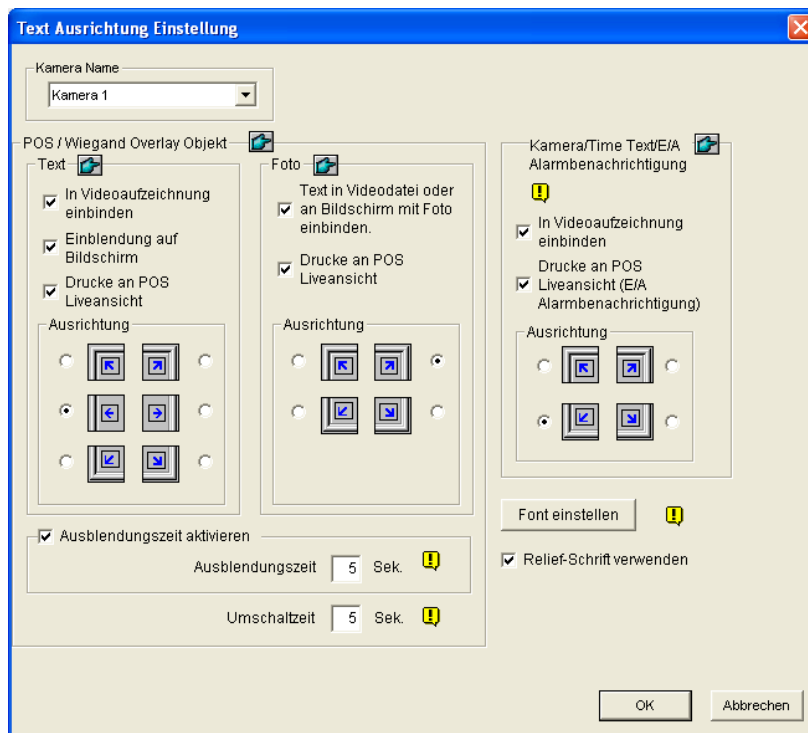 Text Ausrichtung Einstellung
Kamera Name
Kamera 1
POS / Wiegand Overlay Objekt
Text
In Videoaufzeichnung
einbinden
Einblendung auf
Bildschirm
Drucke an POS
Liveansicht
Ausrichtung
Foto
Text in Videodatei oder
an Bildschirm mit Foto
einbinden.
Drucke an POS
Liveansicht
Ausrichtung
Ausblendungszeit aktivieren
Ausblendungszeit 5 Sek.
Umschaltzeit 5 Sek.
Kamera/Time Text/E/A
Alarmbenachrichtigung
In Videoaufzeichnung
einbinden
Drucke an POS
Liveansicht (E/A
Alarmbenachrichtigung)
Ausrichtung
Font einstellen
Relief-Schrift verwenden
OK
Abbrechen